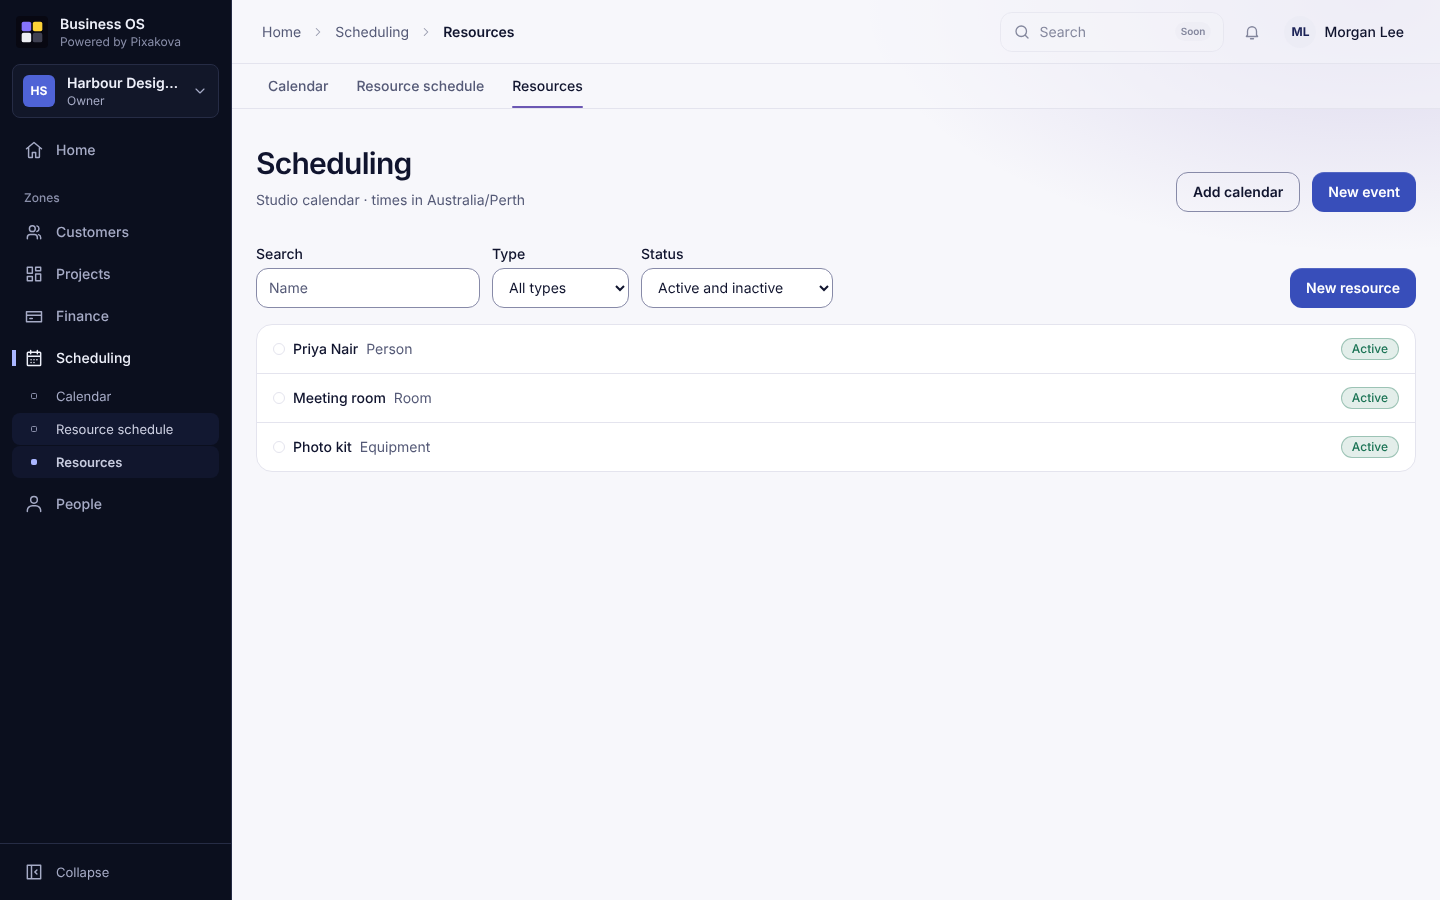 Business OS
Powered by Pixakova
HS
Harbour Desig...
Owner
Home
Zones
Customers
Projects
Finance
Scheduling
Calendar
Resource schedule
Resources
People
Collapse
Home > Scheduling > Resources
Search
Soon
ML
Morgan Lee
Calendar
Resource schedule
Resources
Scheduling
Studio calendar · times in Australia/Perth
Add calendar
New event
Search
Type
Status
Name
All types
Active and inactive
New resource
Priya Nair Person Active
Meeting room Room Active
Photo kit Equipment Active